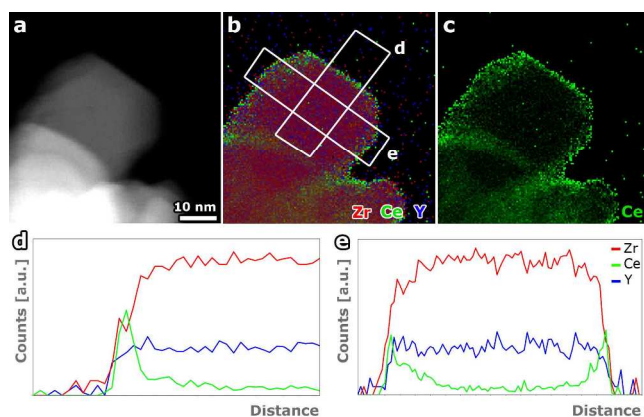 a
10 nm
b
d
e
Zr Ce Y
c
Ce
d
Counts [a.u.]
Distance
e
Counts [a.u.]
Distance
Zr
Ce
Y